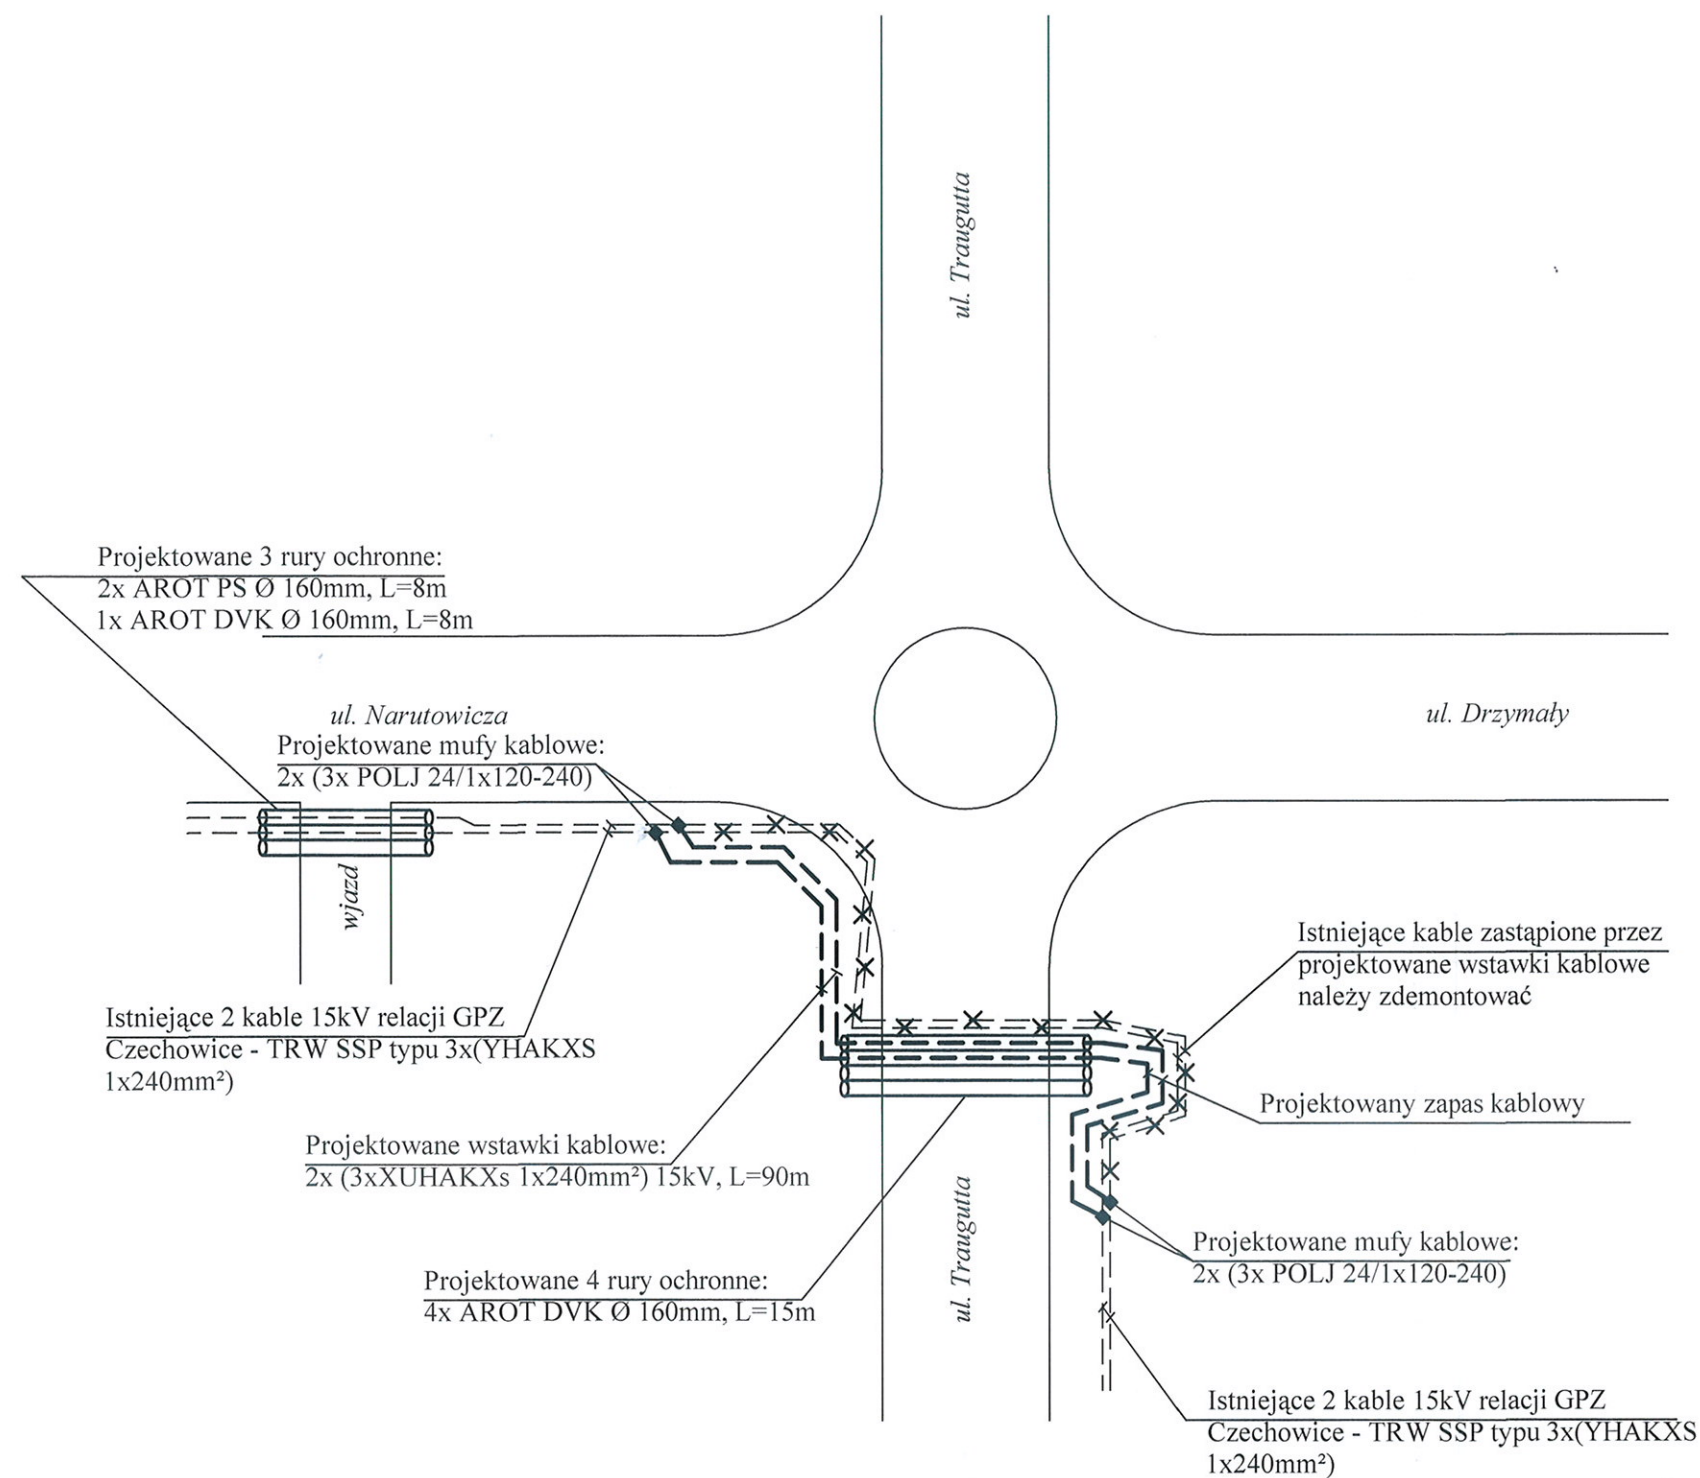 ul. Traugutta
Projektowane 3 rury ochronne:
2x AROT PS Ø 160mm, L=8m
1x AROT DVK Ø 160mm, L=8m
ul. Narutowicza
ul. Drzymały
Projektowane mufy kablowe:
2x (3x POLJ 24/1x120-240)
wjazd
Istniejące kable zastąpione przez
projektowane wstawki kablowe
należy zdemontować
Istniejące 2 kable 15kV relacji GPZ
Czechowice - TRW SSP typu 3x(YHAKXS
1x240mm²)
Projektowany zapas kablowy
Projektowane wstawki kablowe:
2x (3xXUHAKXs 1x240mm²) 15kV, L=90m
ul. Traugutta
Projektowane mufy kablowe:
2x (3x POLJ 24/1x120-240)
Projektowane 4 rury ochronne:
4x AROT DVK Ø 160mm, L=15m
Istniejące 2 kable 15kV relacji GPZ
Czechowice - TRW SSP typu 3x(YHAKXS
1x240mm²)